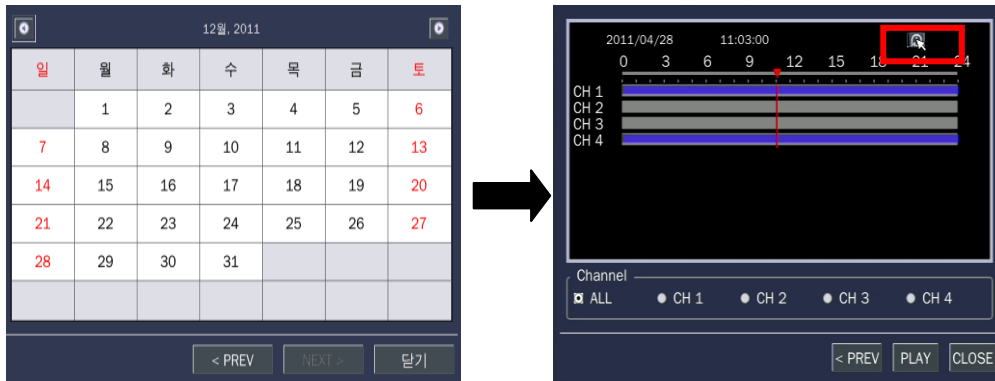 12월, 2011
일 월 화 수 목 금 토
1 2 3 4 5 6
7 8 9 10 11 12 13
14 15 16 17 18 19 20
21 22 23 24 25 26 27
28 29 30 31
< PREV NEXT > 닫기
2011/04/28 11:03:00
0 3 6 9 12 15 18 21 24
CH 1
CH 2
CH 3
CH 4
Channel
ALL CH 1 CH 2 CH 3 CH 4
< PREV PLAY CLOSE